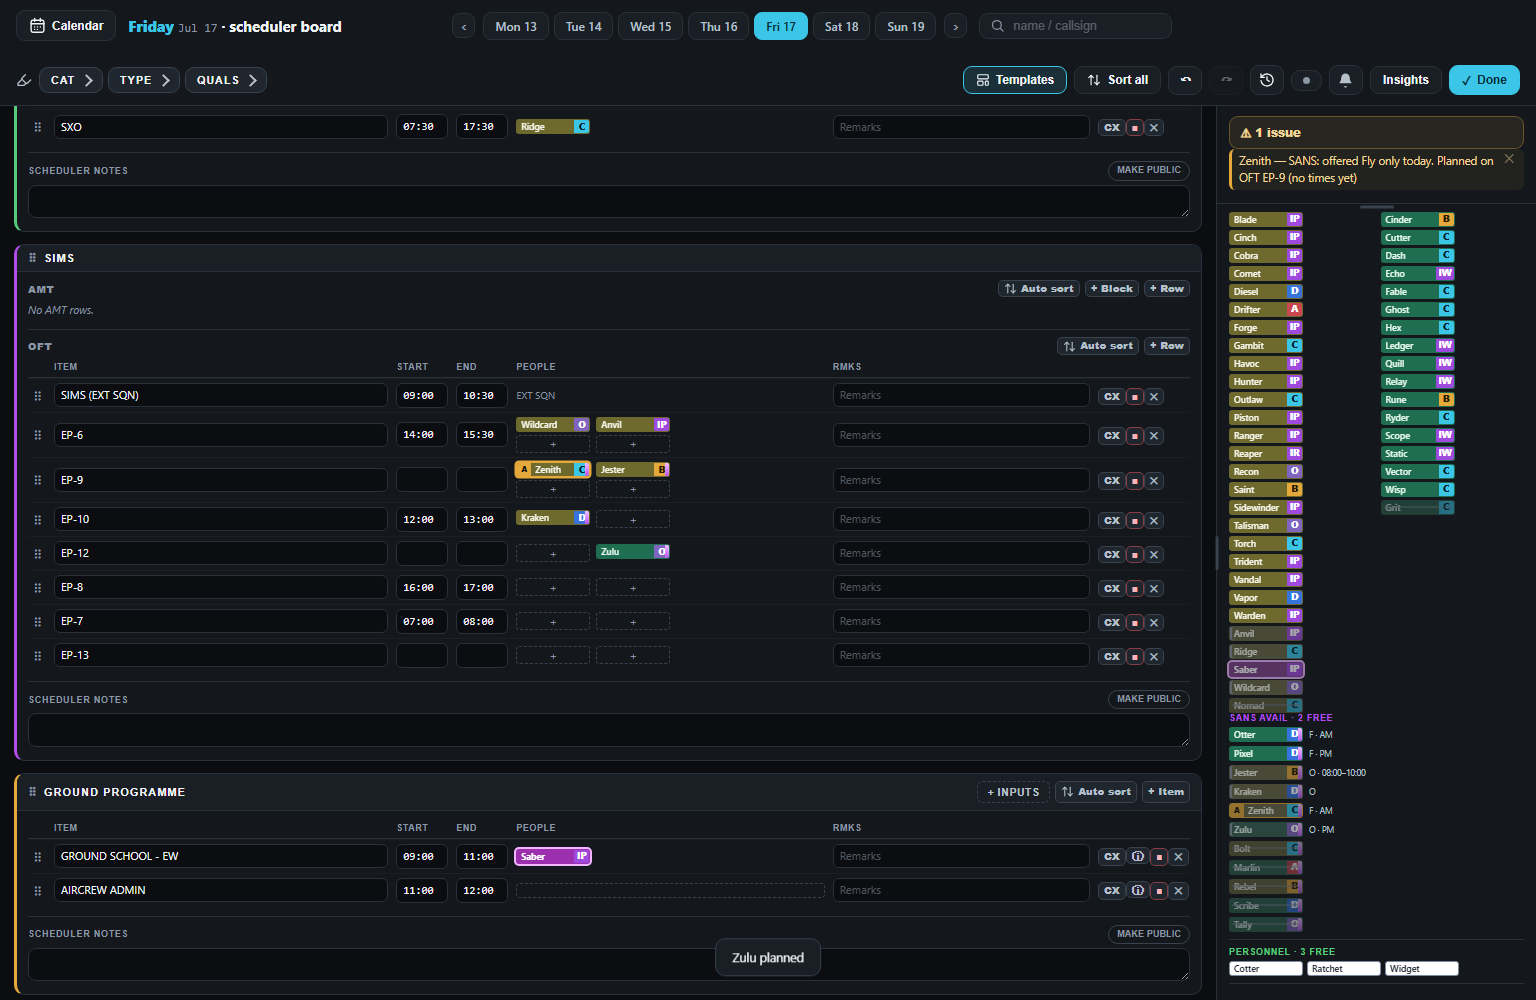 Calendar
Friday Jul 17 · scheduler board
‹ Mon 13 Tue 14 Wed 15 Thu 16 Fri 17 Sat 18 Sun 19 ›
name / callsign
CAT TYPE QUALS
Templates Sort all Insights ✓ Done
SXO 07:30 17:30 Ridge C Remarks CX
SCHEDULER NOTES MAKE PUBLIC
SIMS
AMT Auto sort + Block + Row
No AMT rows.
OFT Auto sort + Row
ITEM START END PEOPLE RMKS
SIMS (EXT SQN) 09:00 10:30 EXT SQN Remarks CX
EP-6 14:00 15:30 Wildcard O Anvil IP Remarks CX
+ +
EP-9 A Zenith C Jester B Remarks CX
+ +
EP-10 12:00 13:00 Kraken D + Remarks CX
EP-12 + Zulu O Remarks CX
EP-8 16:00 17:00 + + Remarks CX
EP-7 07:00 08:00 + + Remarks CX
EP-13 + + Remarks CX
SCHEDULER NOTES MAKE PUBLIC
GROUND PROGRAMME + INPUTS Auto sort + Item
ITEM START END PEOPLE RMKS
GROUND SCHOOL - EW 09:00 11:00 Saber IP Remarks CX
AIRCREW ADMIN 11:00 12:00 Remarks CX
SCHEDULER NOTES MAKE PUBLIC
Zulu planned
⚠ 1 issue
Zenith — SANS: offered Fly only today. Planned on
OFT EP-9 (no times yet)
Blade IP Cinder B
Cinch IP Cutter C
Cobra IP Dash C
Comet IP Echo IW
Diesel D Fable C
Drifter A Ghost C
Forge IP Hex C
Gambit C Ledger IW
Havoc IP Quill IW
Hunter IP Relay IW
Outlaw C Rune B
Piston IP Ryder C
Ranger IP Scope IW
Reaper IR Static IW
Recon O Vector C
Saint B Wisp C
Sidewinder IP Grit C
Talisman O
Torch C
Trident IP
Vandal IP
Vapor D
Warden IP
Anvil IP
Ridge C
Saber IP
Wildcard O
Nomad C
SANS AVAIL · 2 FREE
Otter D F · AM
Pixel D F · PM
Jester B O · 08:00–10:00
Kraken D O
A Zenith C F · AM
Zulu O O · PM
Bolt C
Marlin A
Rebel B
Scribe D
Tally O
PERSONNEL · 3 FREE
Cotter Ratchet Widget